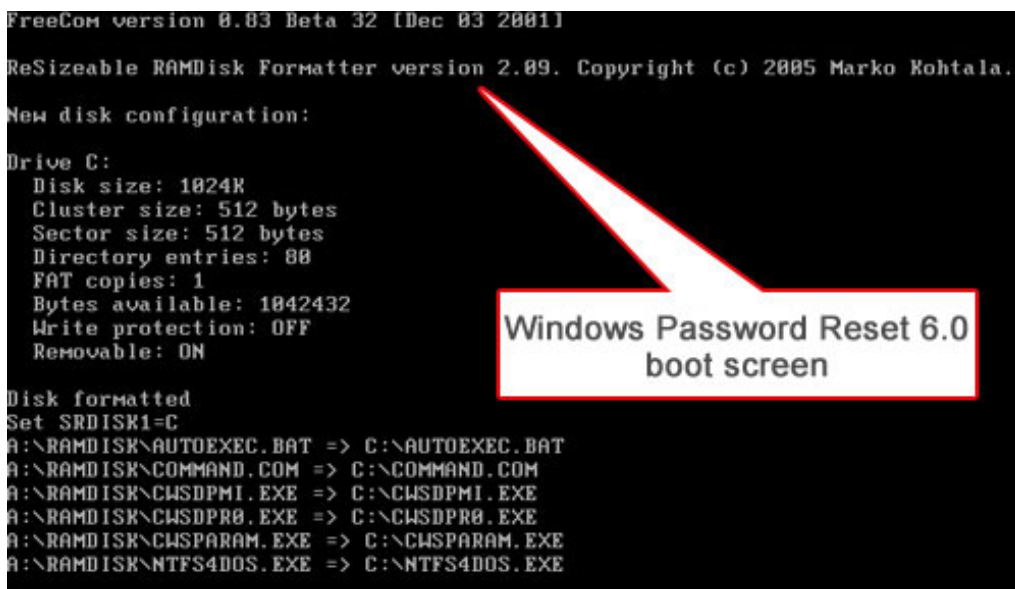 FreeCom version 0.83 Beta 32 [Dec 03 2001]
ReSizeable RAMDisk Formatter version 2.09. Copyright (c) 2005 Marko Kohtala.
New disk configuration:
Drive C:
Disk size: 1024K
Cluster size: 512 bytes
Sector size: 512 bytes
Directory entries: 80
FAT copies: 1
Bytes available: 1042432
Write protection: OFF
Removable: ON
Windows Password Reset 6.0
boot screen
Disk formatted
Set SRDISK1=C
A:\RAMDISK\AUTOEXEC.BAT => C:\AUTOEXEC.BAT
A:\RAMDISK\COMMAND.COM => C:\COMMAND.COM
A:\RAMDISK\CWSDPMI.EXE => C:\CWSDPMI.EXE
A:\RAMDISK\CWSDPR0.EXE => C:\CWSDPR0.EXE
A:\RAMDISK\CWSPARAM.EXE => C:\CWSPARAM.EXE
A:\RAMDISK\NTFS4DOS.EXE => C:\NTFS4DOS.EXE